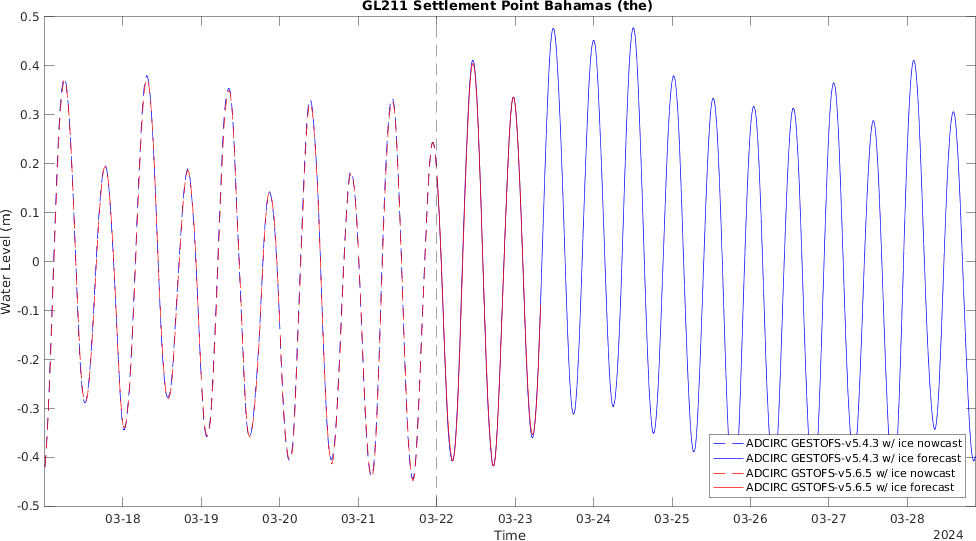 GL211 Settlement Point Bahamas (the)
0.5
0.4
0.3
0.2
0.1
0
-0.1
-0.2
-0.3
-0.4
-0.5
Water Level (m)
ADCIRC GESTOFS-v5.4.3 w/ ice nowcast
ADCIRC GESTOFS-v5.4.3 w/ ice forecast
ADCIRC GSTOFS-v5.6.5 w/ ice nowcast
ADCIRC GSTOFS-v5.6.5 w/ ice forecast
03-18 03-19 03-20 03-21 03-22 03-23 03-24 03-25 03-26 03-27 03-28
Time
2024